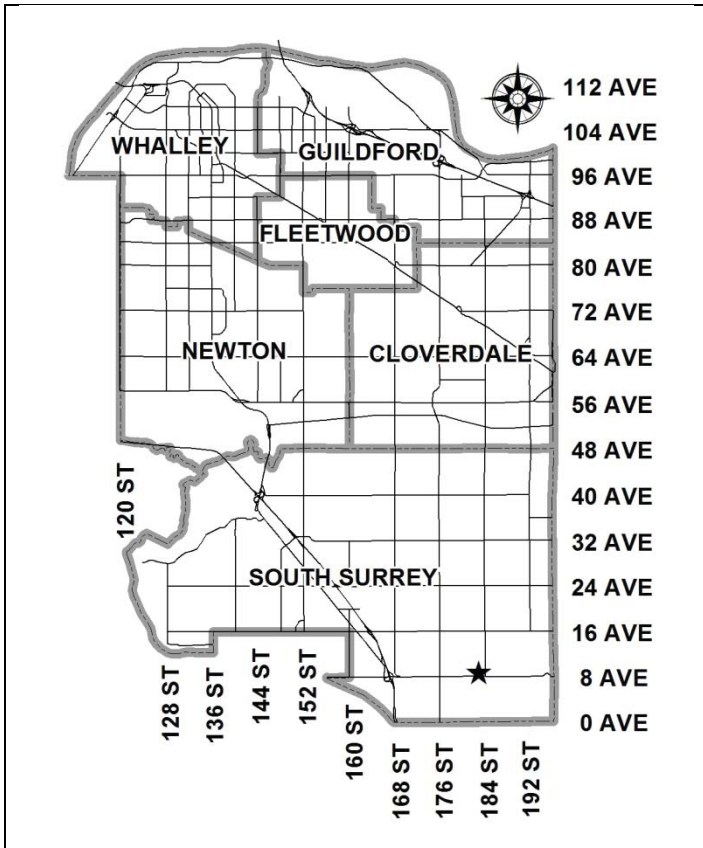 112 AVE
104 AVE
WHALLEY
GUILDFORD
96 AVE
88 AVE
FLEETWOOD
80 AVE
72 AVE
NEWTON
CLOVERDALE
64 AVE
56 AVE
48 AVE
120 ST
40 AVE
32 AVE
SOUTH SURREY
24 AVE
16 AVE
8 AVE
0 AVE
128 ST
136 ST
144 ST
152 ST
160 ST
168 ST
176 ST
184 ST
192 ST